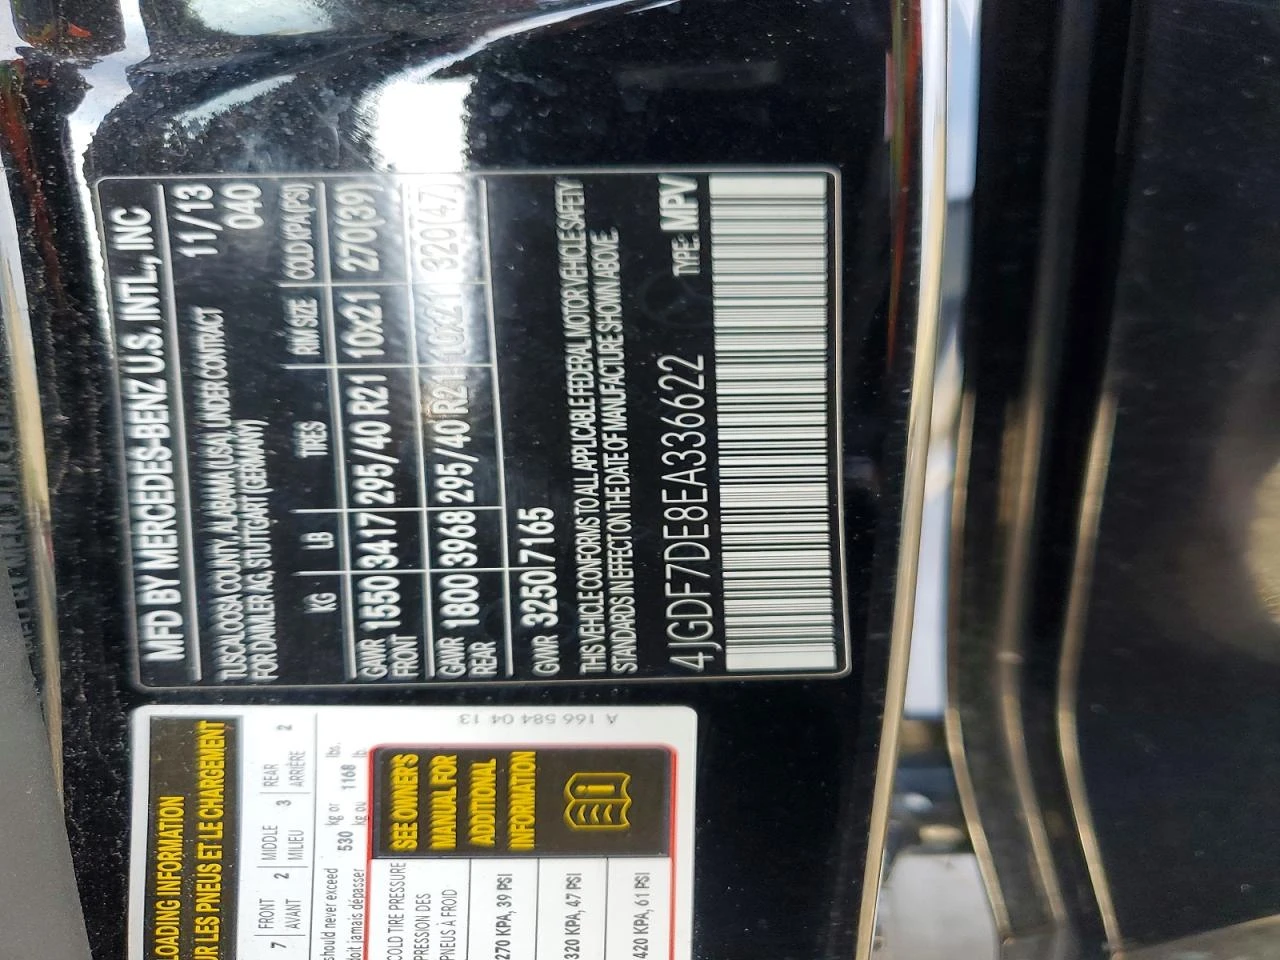 MFD BY MERCEDES-BENZ U.S. INTL., INC
11/13
TUSCALOOSA COUNTY, ALABAMA (USA), UNDER CONTRACT
FOR DAIMLER AG, STUTTGART (GERMANY) 040
KG LB TIRES RIM SIZE COLD KPA(PSI)
GAWR FRONT 1550 3417 295/40 R21 10x21 270(39)
GAWR REAR 1800 3968 295/40 R21 10x21 320(47)
GVWR 3250 7165
THIS VEHICLE CONFORMS TO ALL APPLICABLE FEDERAL MOTOR VEHICLE SAFETY
STANDARDS IN EFFECT ON THE DATE OF MANUFACTURE SHOWN ABOVE.
4JGDF7DE8EA336622 TYPE: MPV
LOADING INFORMATION
UR LES PNEUS ET LE CHARGEMENT
7 FRONT AVANT 2 MIDDLE MILIEU 3 REAR ARRIÈRE 2
should never exceed 530 kg or 1168 lbs.
doit jamais dépasser kg ou lb.
COLD TIRE PRESSURE
PRESSION DES
PNEUS À FROID
270 KPA, 39 PSI
320 KPA, 47 PSI
420 KPA, 61 PSI
SEE OWNER'S
MANUAL FOR
ADDITIONAL
INFORMATION
A 166 584 04 13